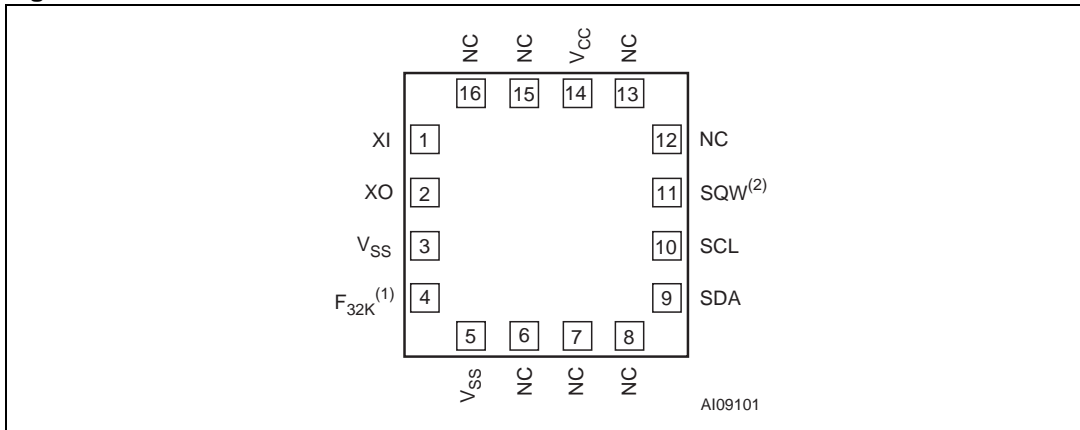 NC NC VCC NC
16 15 14 13
XI 1 12 NC
XO 2 11 SQW(2)
VSS 3 10 SCL
F32K(1) 4 9 SDA
5 6 7 8
VSS NC NC NC
AI09101